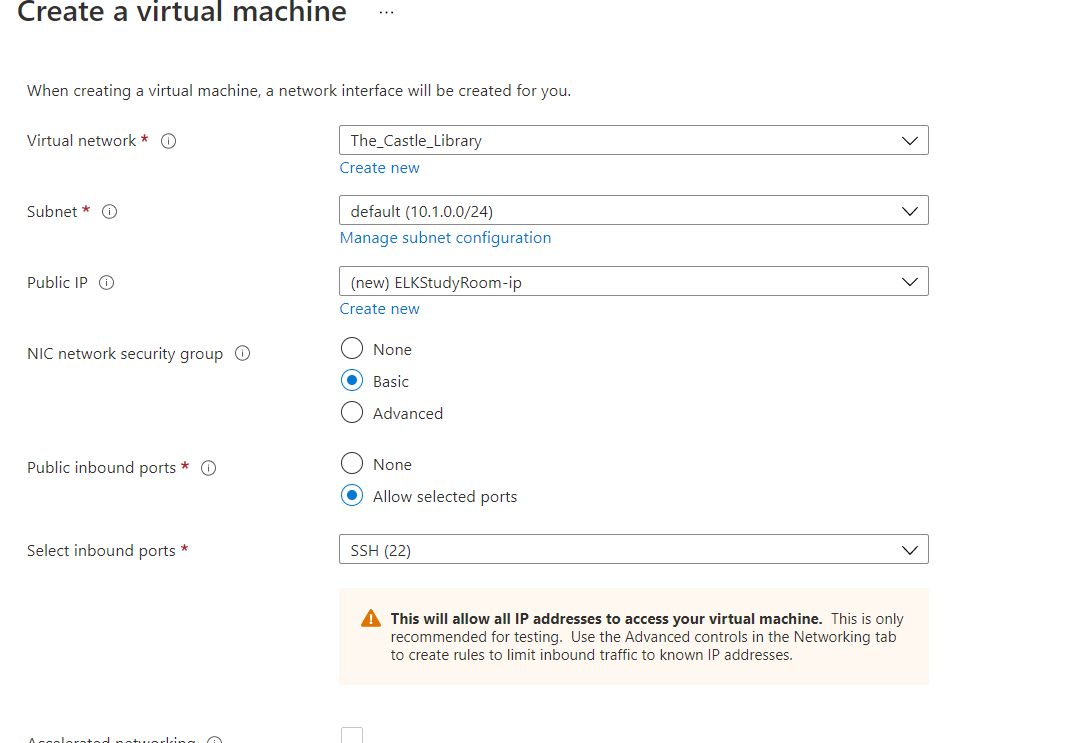 Create a virtual machine ...
When creating a virtual machine, a network interface will be created for you.
Virtual network *
The_Castle_Library
Create new
Subnet *
default (10.1.0.0/24)
Manage subnet configuration
Public IP
(new) ELKStudyRoom-ip
Create new
NIC network security group
None
Basic
Advanced
Public inbound ports *
None
Allow selected ports
Select inbound ports *
SSH (22)
This will allow all IP addresses to access your virtual machine. This is only
recommended for testing. Use the Advanced controls in the Networking tab
to create rules to limit inbound traffic to known IP addresses.
Accelerated networking